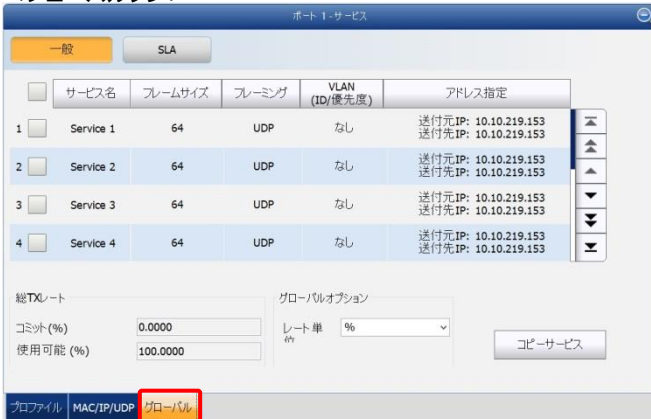 ポート 1 -サービス
一般 SLA
サービス名 フレームサイズ フレーミング VLAN (ID/優先度) アドレス指定
1 Service 1 64 UDP なし 送付元IP: 10.10.219.153
送付先IP: 10.10.219.153
2 Service 2 64 UDP なし 送付元IP: 10.10.219.153
送付先IP: 10.10.219.153
3 Service 3 64 UDP なし 送付元IP: 10.10.219.153
送付先IP: 10.10.219.153
4 Service 4 64 UDP なし 送付元IP: 10.10.219.153
送付先IP: 10.10.219.153
総TXレート グローバルオプション
コミット(%) 0.0000 レート単位 %
使用可能 (%) 100.0000
コピーサービス
プロファイル MAC/IP/UDP グローバル